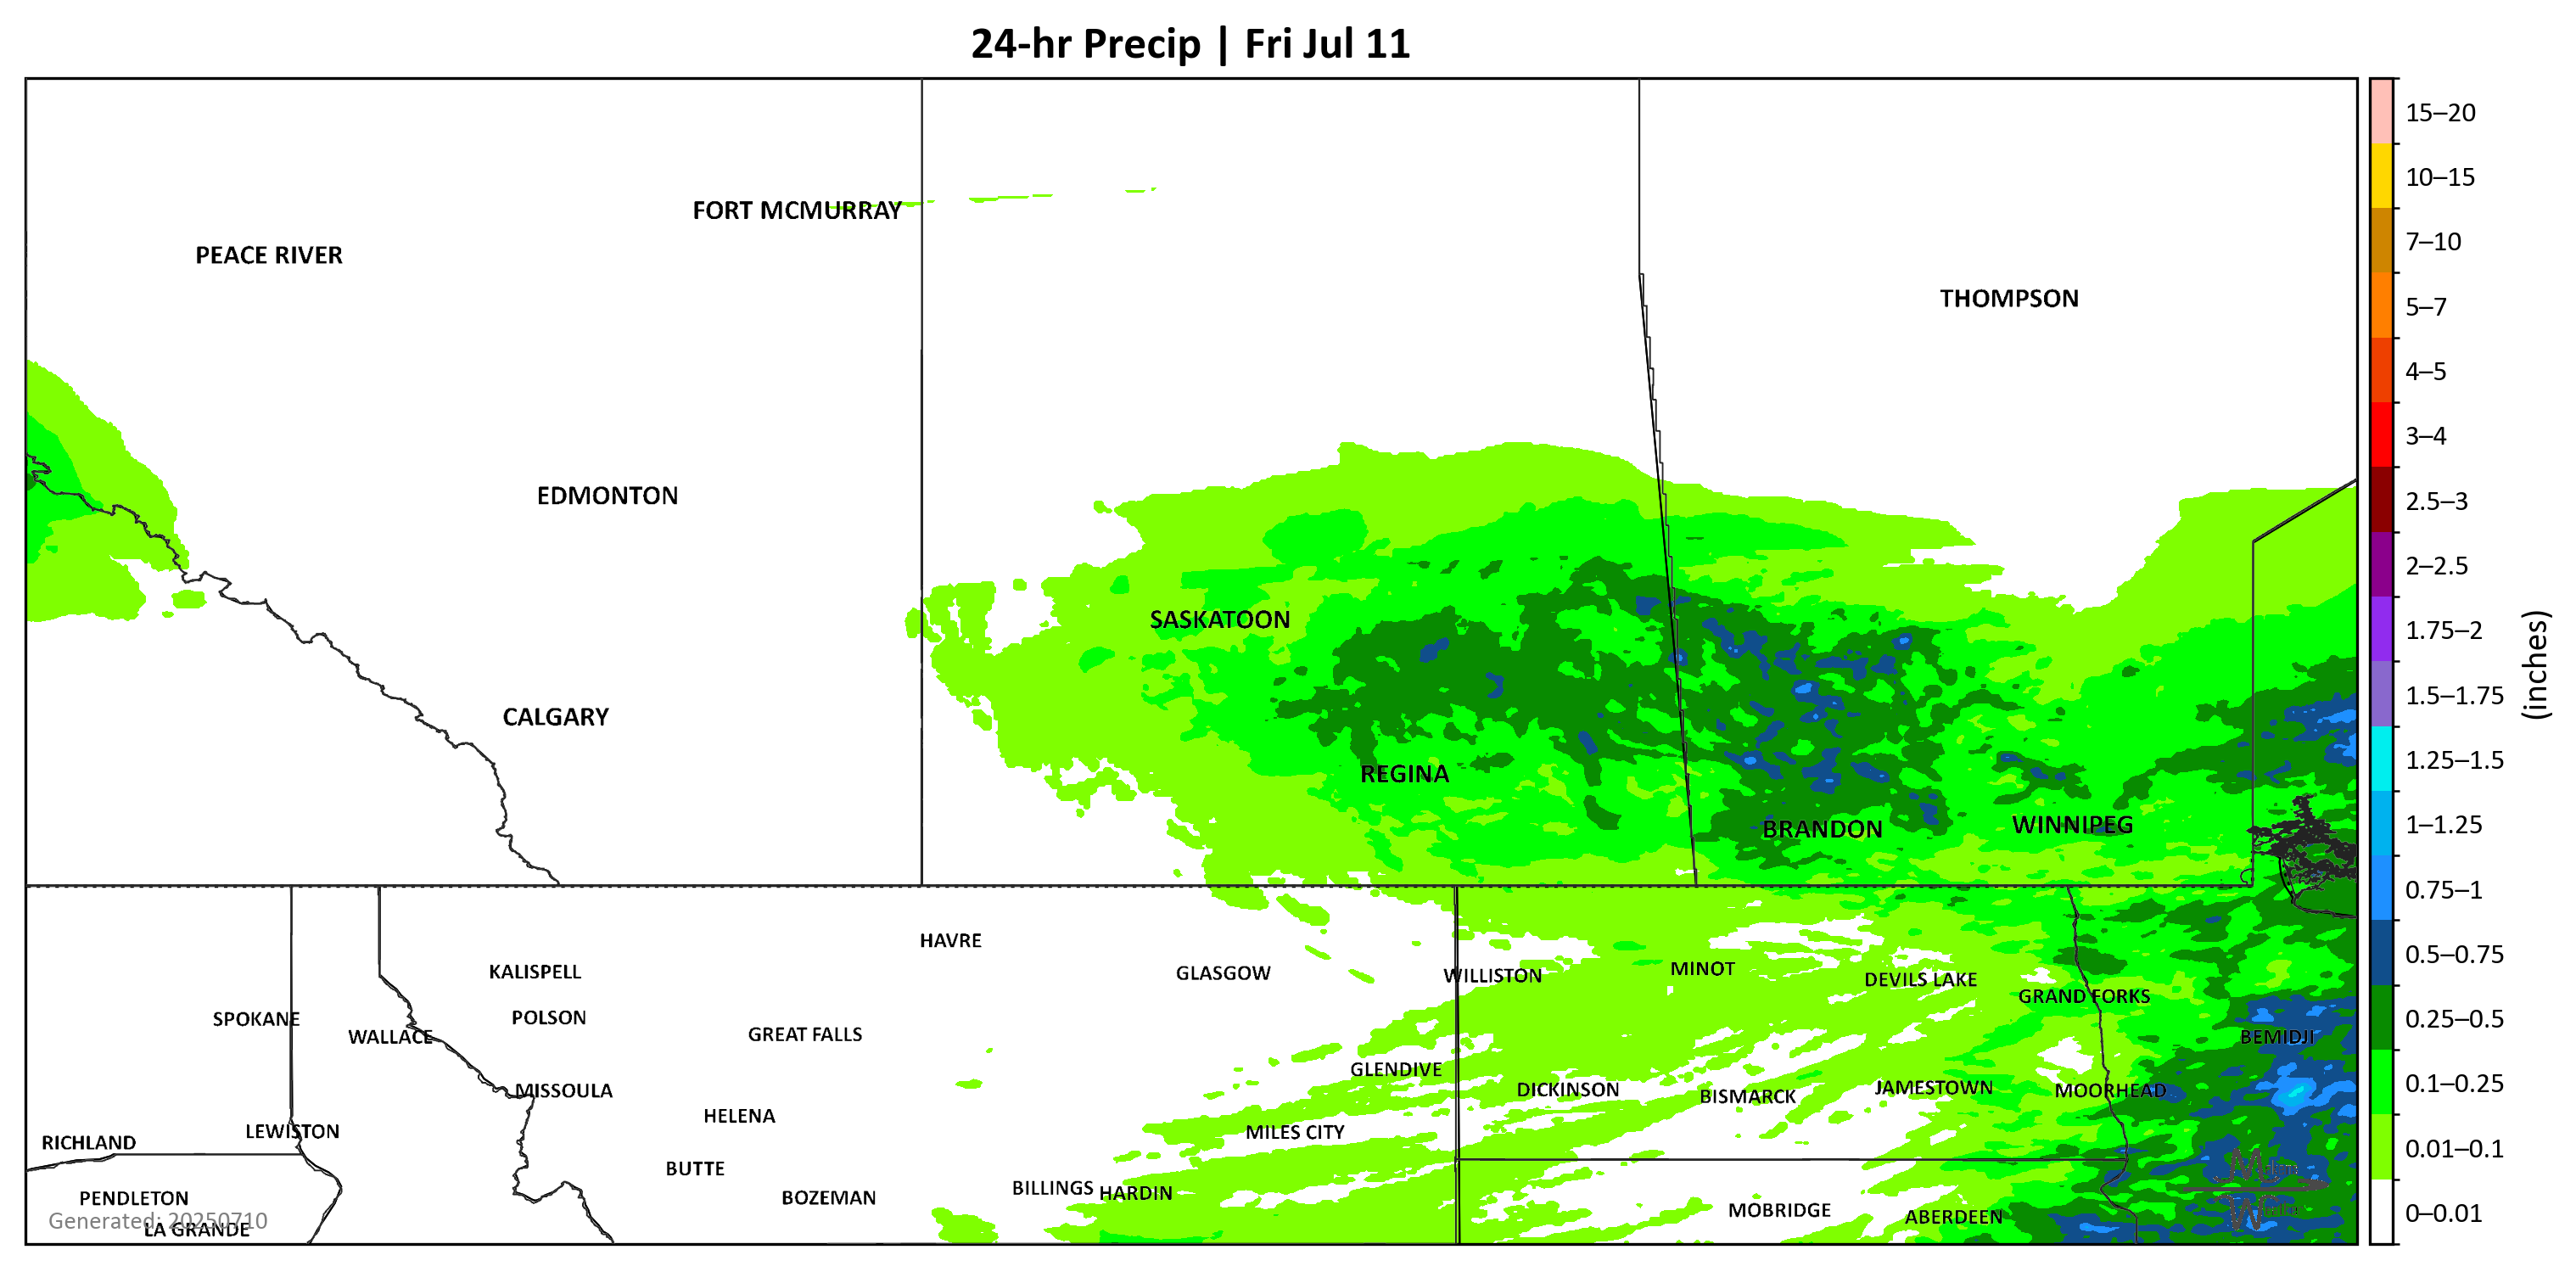 24-hr Precip | Fri Jul 11
FORT MCMURRAY
PEACE RIVER
THOMPSON
EDMONTON
SASKATOON
CALGARY
REGINA
BRANDON
WINNIPEG
HAVRE
KALISPELL
GLASGOW
WILLISTON
MINOT
DEVILS LAKE
GRAND FORKS
SPOKANE
POLSON
WALLACE
GREAT FALLS
BEMIDJI
GLENDIVE
MISSOULA
DICKINSON
BISMARCK
JAMESTOWN
MOORHEAD
HELENA
RICHLAND
LEWISTON
MILES CITY
BUTTE
BILLINGS
HARDIN
PENDLETON
BOZEMAN
MOBRIDGE
ABERDEEN
Generated: 20250710
LA GRANDE
15–20
10–15
7–10
5–7
4–5
3–4
2.5–3
2–2.5
1.75–2
1.5–1.75
1.25–1.5
1–1.25
0.75–1
0.5–0.75
0.25–0.5
0.1–0.25
0.01–0.1
0–0.01
(inches)